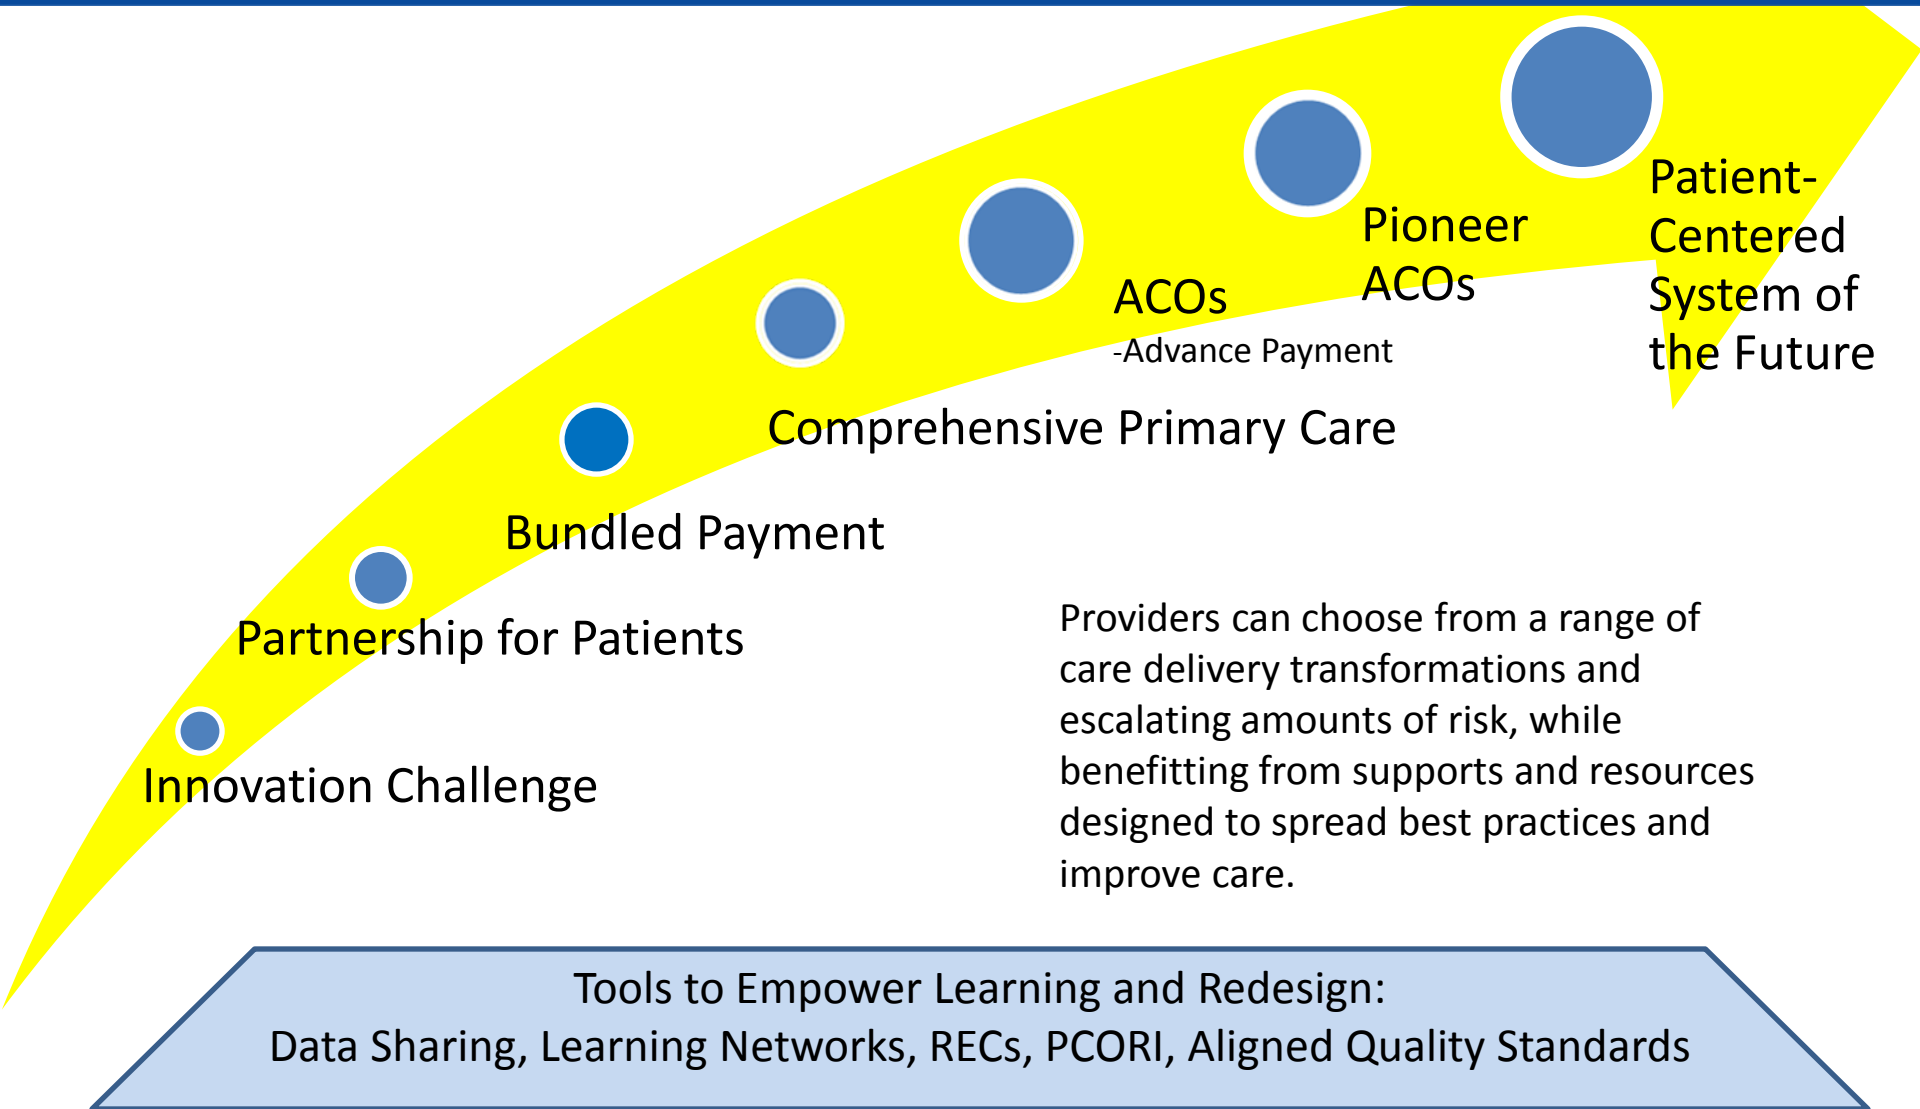 Patient-
Centered
System of
the Future
Pioneer
ACOs
ACOs
-Advance Payment
Comprehensive Primary Care
Bundled Payment
Partnership for Patients
Innovation Challenge
Providers can choose from a range of
care delivery transformations and
escalating amounts of risk, while
benefitting from supports and resources
designed to spread best practices and
improve care.
Tools to Empower Learning and Redesign:
Data Sharing, Learning Networks, RECs, PCORI, Aligned Quality Standards